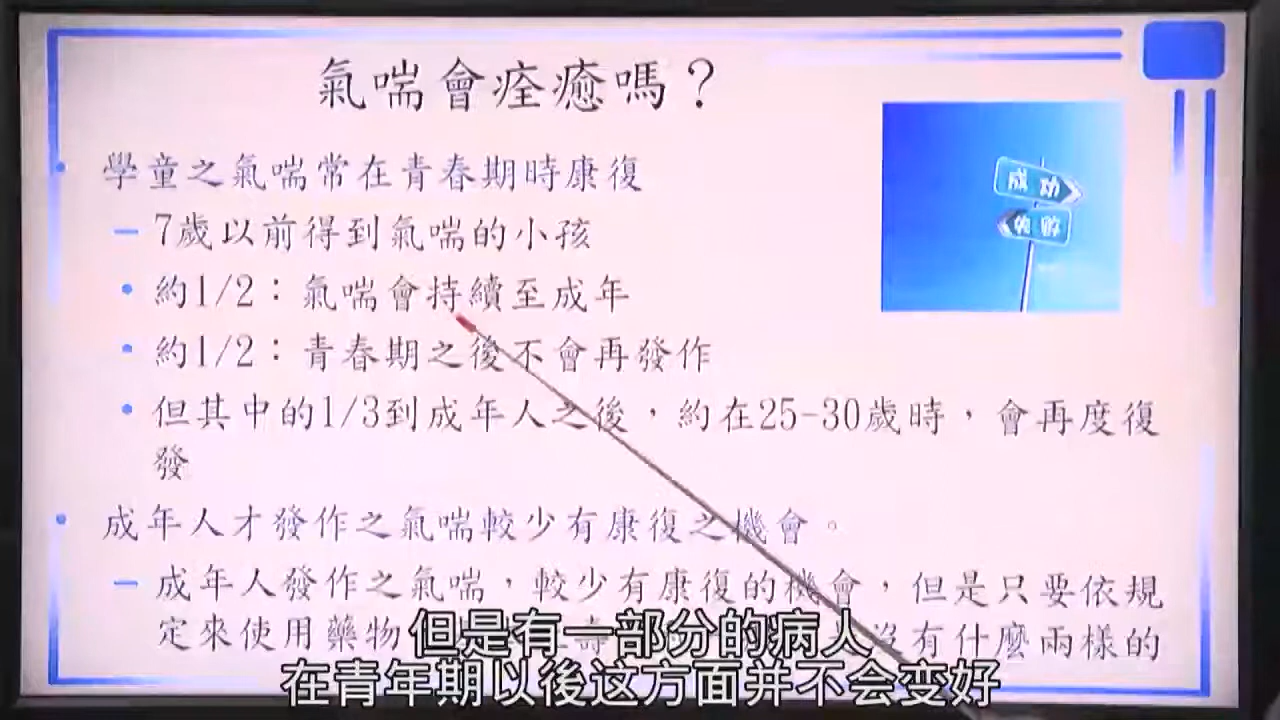 氣喘會痊癒嗎？
成功
失敗
學童之氣喘常在青春期時康復
7歲以前得到氣喘的小孩
約1/2：氣喘會持續至成年
約1/2：青春期之後不會再發作
但其中的1/3到成年人之後，約在25-30歲時，會再度復
發
成年人才發作之氣喘較少有康復之機會。
成年人發作之氣喘，較少有康復的機會，但是只要依規
定來使用藥物 沒有什麼兩樣的
但是有一部分的病人
在青年期以後这方面并不会变好